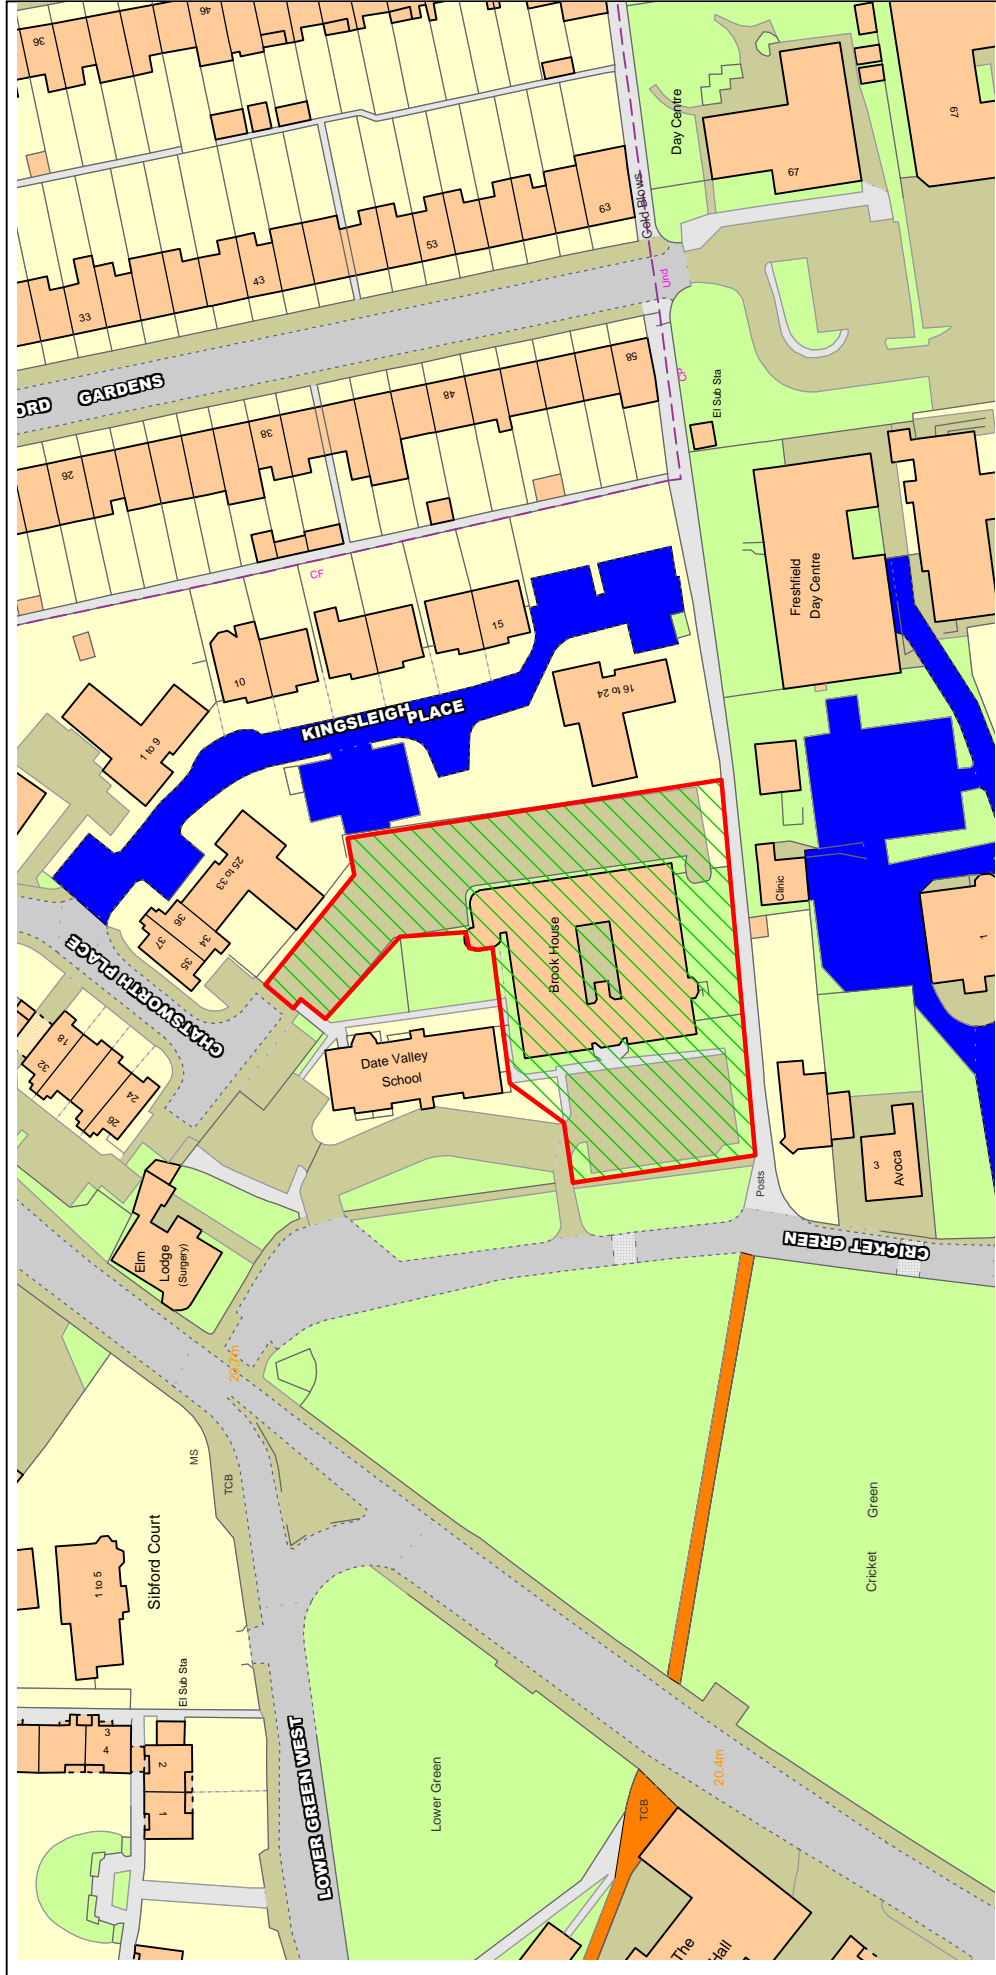 36
46
Day Centre
67
67
63
Gold Blows
53
43
33
Und
ORD GARDENS
58
CP
El Sub Sta
48
38
26
CF
Freshfield
Day Centre
15
10
16 to 24
KINGSLEIGH PLACE
1 to 9
25 to 33
36
37
34
35
Clinic
1
Brook House
CHATSWORTH PLACE
18
32
24
26
Date Valley
School
3
Avoca
Posts
CRICKET GREEN
Elm
Lodge
(Surgery)
20.7m
MS
TCB
Cricket Green
Sibford Court
1 to 5
El Sub Sta
3
4
2
1
LOWER GREEN WEST
Lower Green
20.4m
TCB
The
Hall